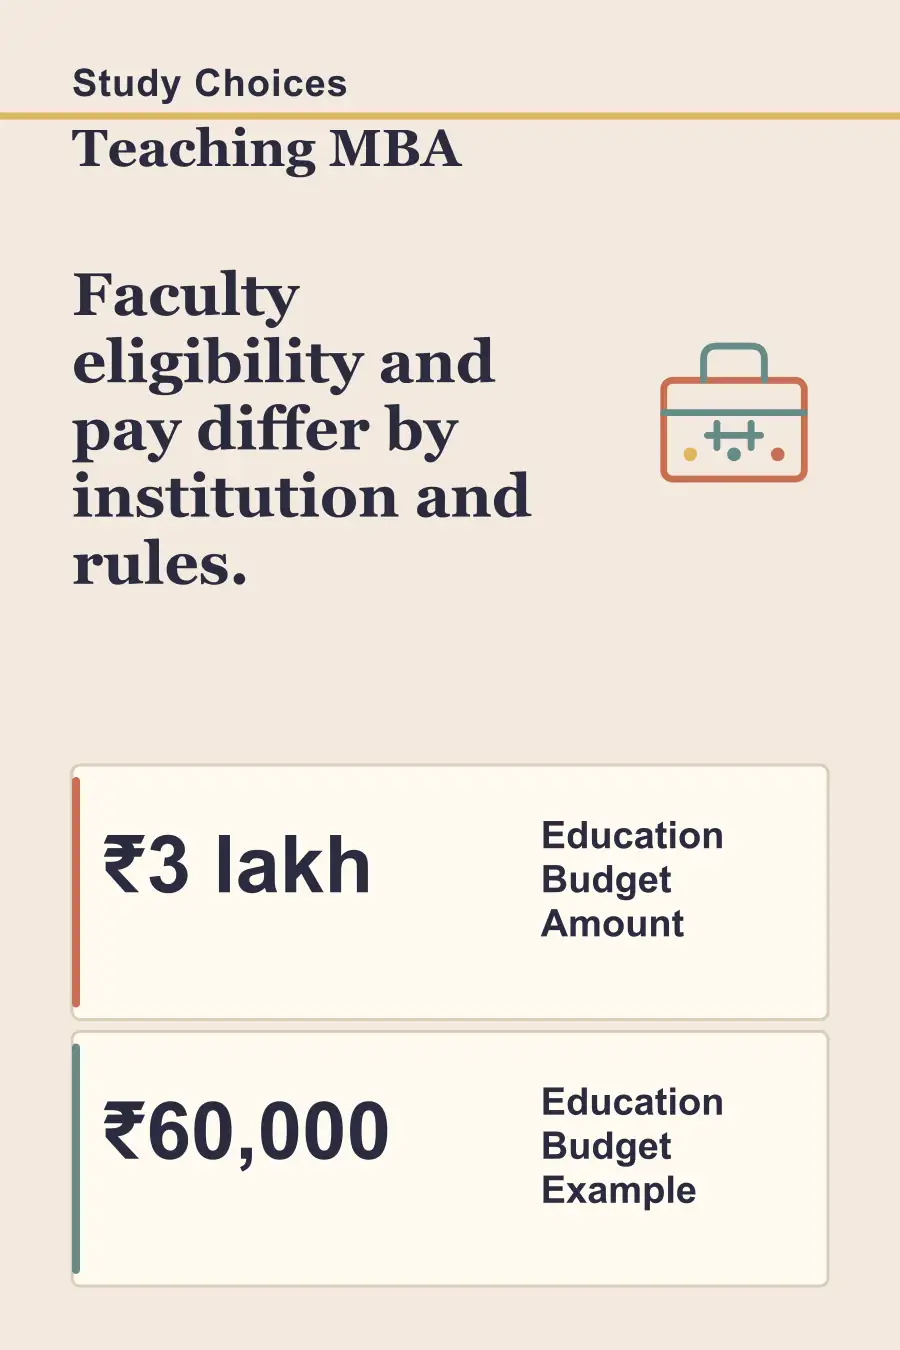 Study Choices
Teaching MBA
Faculty
eligibility and
pay differ by
institution and
rules.
₹3 lakh
Education
Budget
Amount
₹60,000
Education
Budget
Example